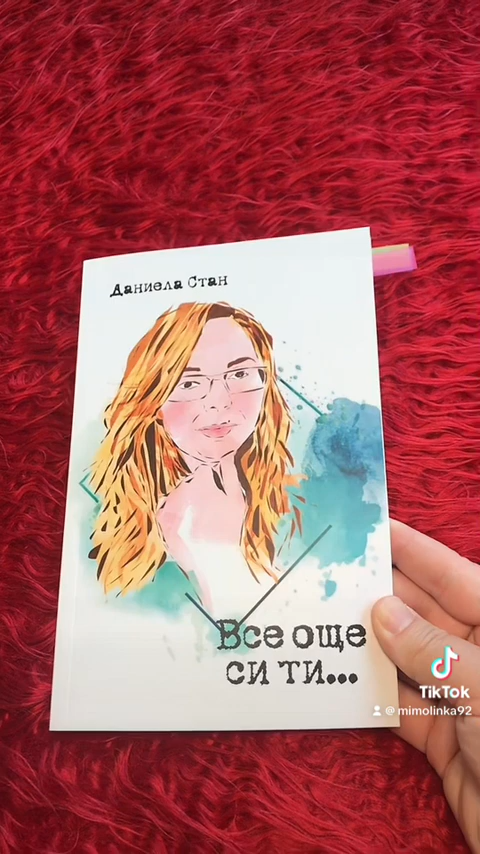 Даниела Стан
Все още
си ти...
TikTok
@mimolinka92